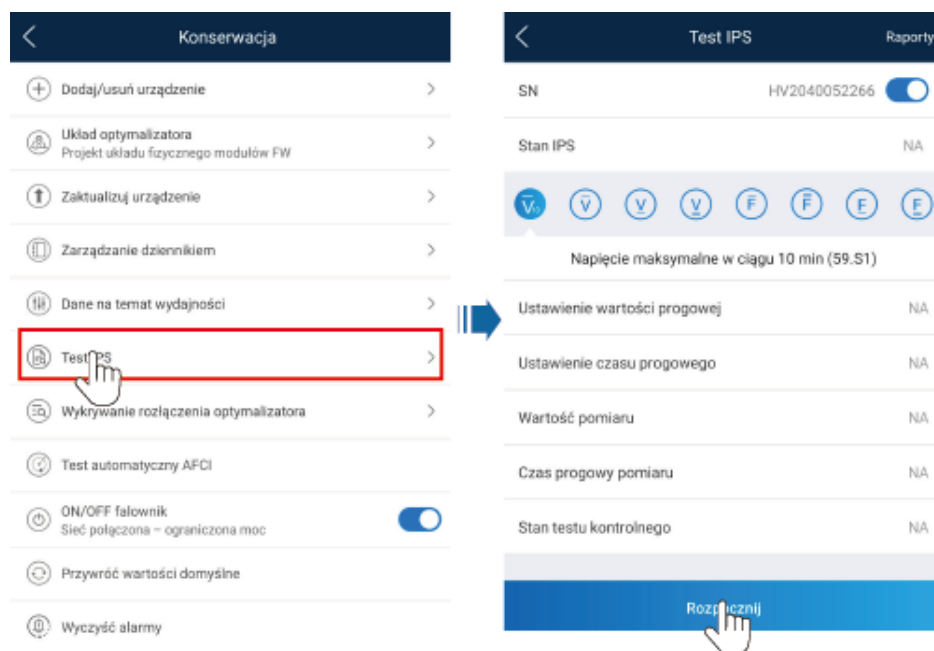 Konserwacja
Dodaj/usuń urządzenie
Układ optymalizatora
Projekt układu fizycznego modułów FW
Zaktualizuj urządzenie
Zarządzanie dziennikiem
Dane na temat wydajności
Test IPS
Wykrywanie rozłączenia optymalizatora
Test automatyczny AFCI
ON/OFF falownik
Sieć połączona – ograniczona moc
Przywróć wartości domyślne
Wyczyść alarmy
Test IPS Raporty
SN HV2040052266
Stan IPS NA
Napięcie maksymalne w ciągu 10 min (59.S1)
Ustawienie wartości progowej NA
Ustawienie czasu progowego NA
Wartość pomiaru NA
Czas progowy pomiaru NA
Stan testu kontrolnego NA
Rozpocznij